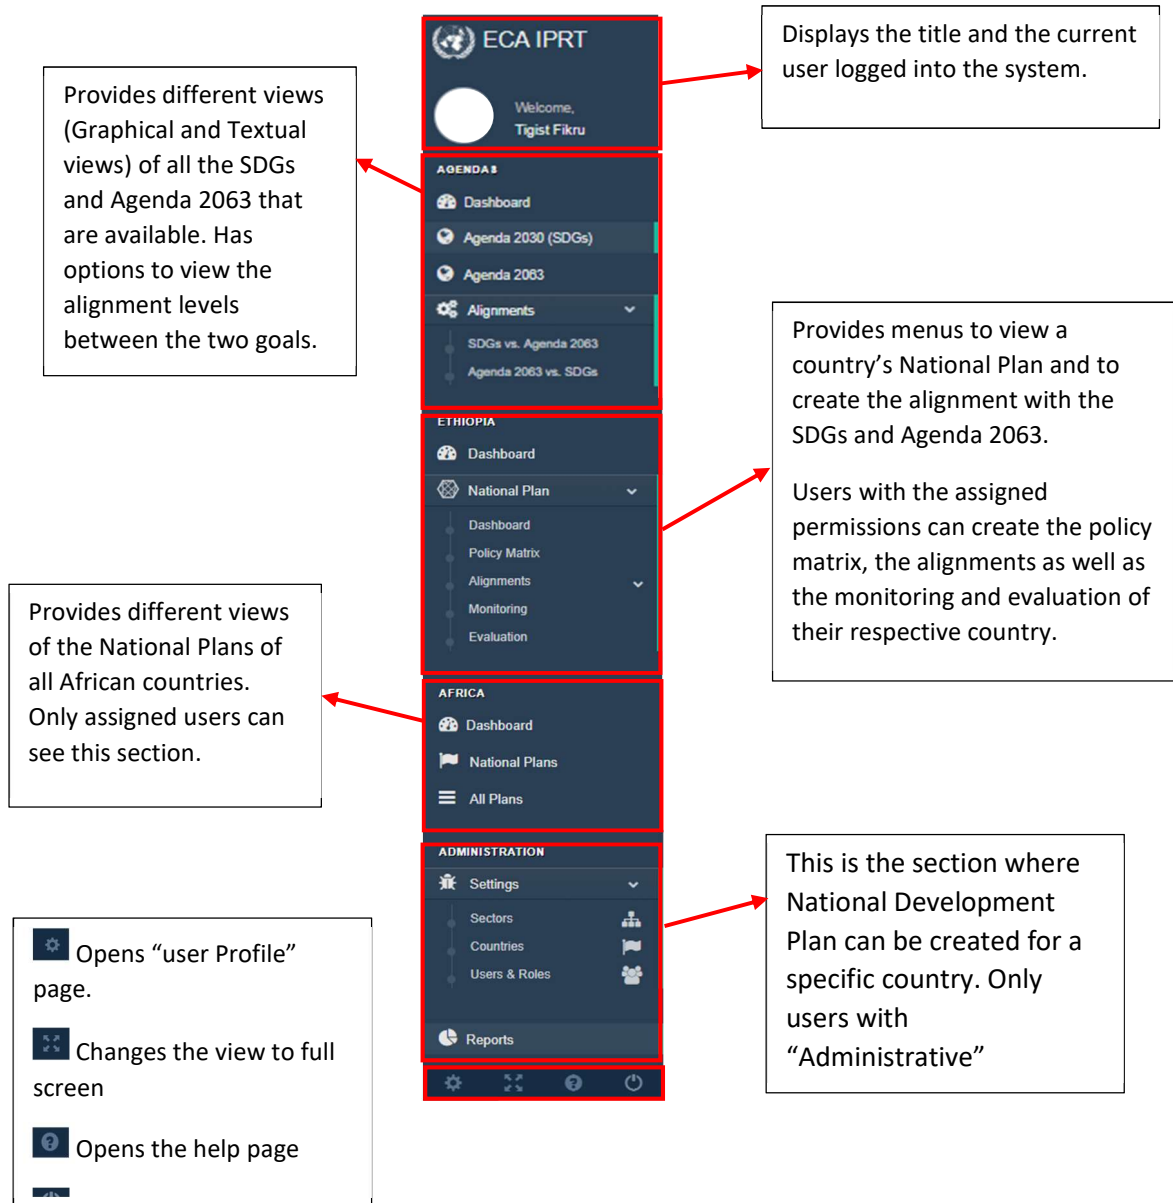 ECA IPRT
Welcome,
Tigist Fikru
Displays the title and the current
user logged into the system.
Provides different views
(Graphical and Textual
views) of all the SDGs
and Agenda 2063 that
are available. Has
options to view the
alignment levels
between the two goals.
AGENDAS
Dashboard
Agenda 2030 (SDGs)
Agenda 2063
Alignments
SDGs vs. Agenda 2063
Agenda 2063 vs. SDGs
Provides menus to view a
country’s National Plan and to
create the alignment with the
SDGs and Agenda 2063.
Users with the assigned
permissions can create the policy
matrix, the alignments as well as
the monitoring and evaluation of
their respective country.
ETHIOPIA
Dashboard
National Plan
Dashboard
Policy Matrix
Alignments
Monitoring
Evaluation
Provides different views
of the National Plans of
all African countries.
Only assigned users can
see this section.
AFRICA
Dashboard
National Plans
All Plans
ADMINISTRATION
Settings
Sectors
Countries
Users & Roles
Reports
This is the section where
National Development
Plan can be created for a
specific country. Only
users with
“Administrative”
Opens “user Profile”
page.
Changes the view to full
screen
Opens the help page